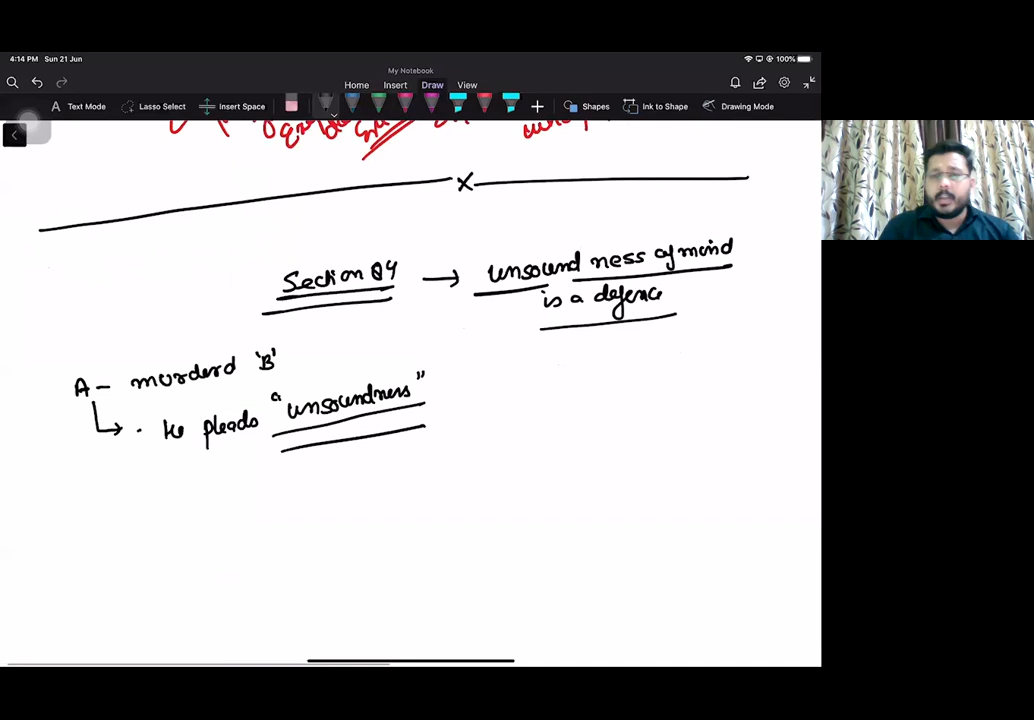 4:14 PM Sun 21 Jun
100%
My Notebook
Home Insert Draw View
Text Mode Lasso Select Insert Space Shapes Ink to Shape Drawing Mode
X
Section 84 → unsoundness of mind
is a defence
A - morderd 'B'
He pleads "unsoundness"